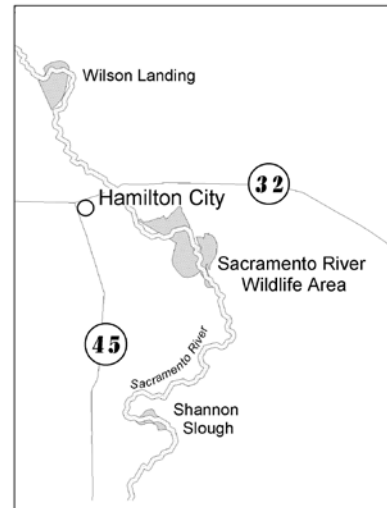 Wilson Landing
32
Hamilton City
Sacramento River
Wildlife Area
45
Sacramento River
Shannon
Slough